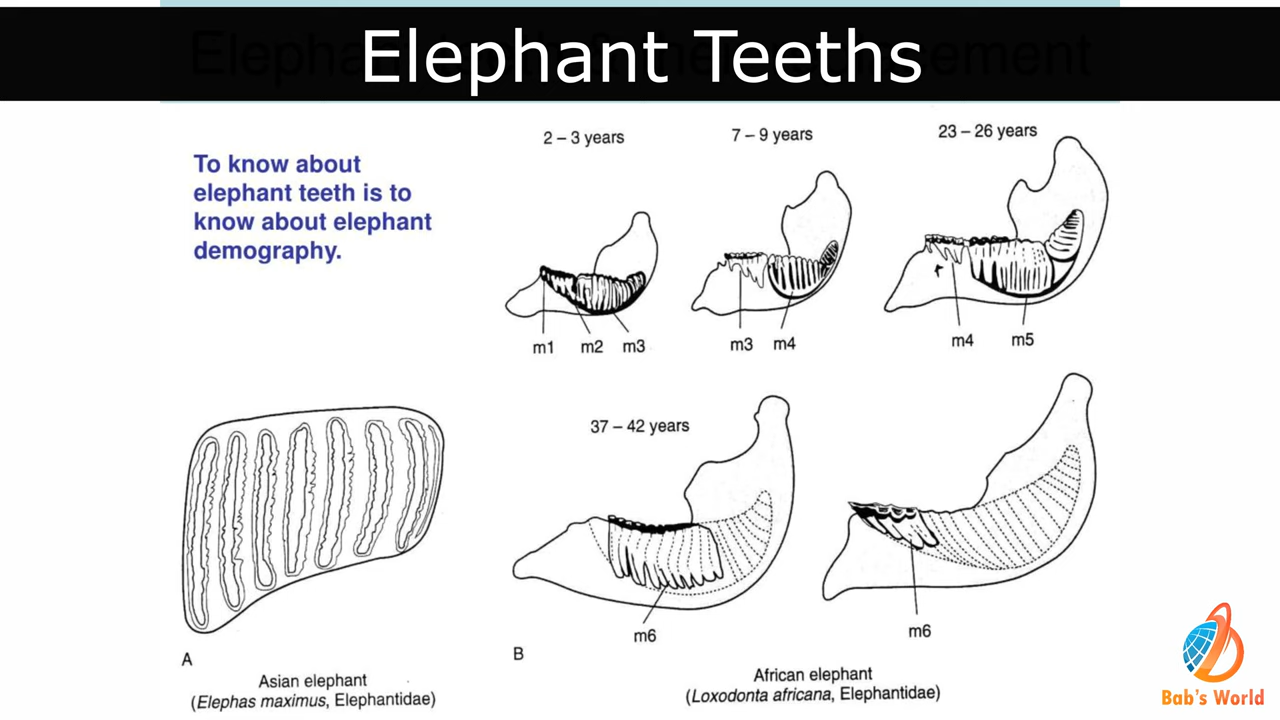 Elephant Teeths
To know about
elephant teeth is to
know about elephant
demography.
2 – 3 years
7 – 9 years
23 – 26 years
m1 m2 m3
m3 m4
m4 m5
37 – 42 years
m6
m6
A
Asian elephant
(Elephas maximus, Elephantidae)
B
African elephant
(Loxodonta africana, Elephantidae)
Bab's World